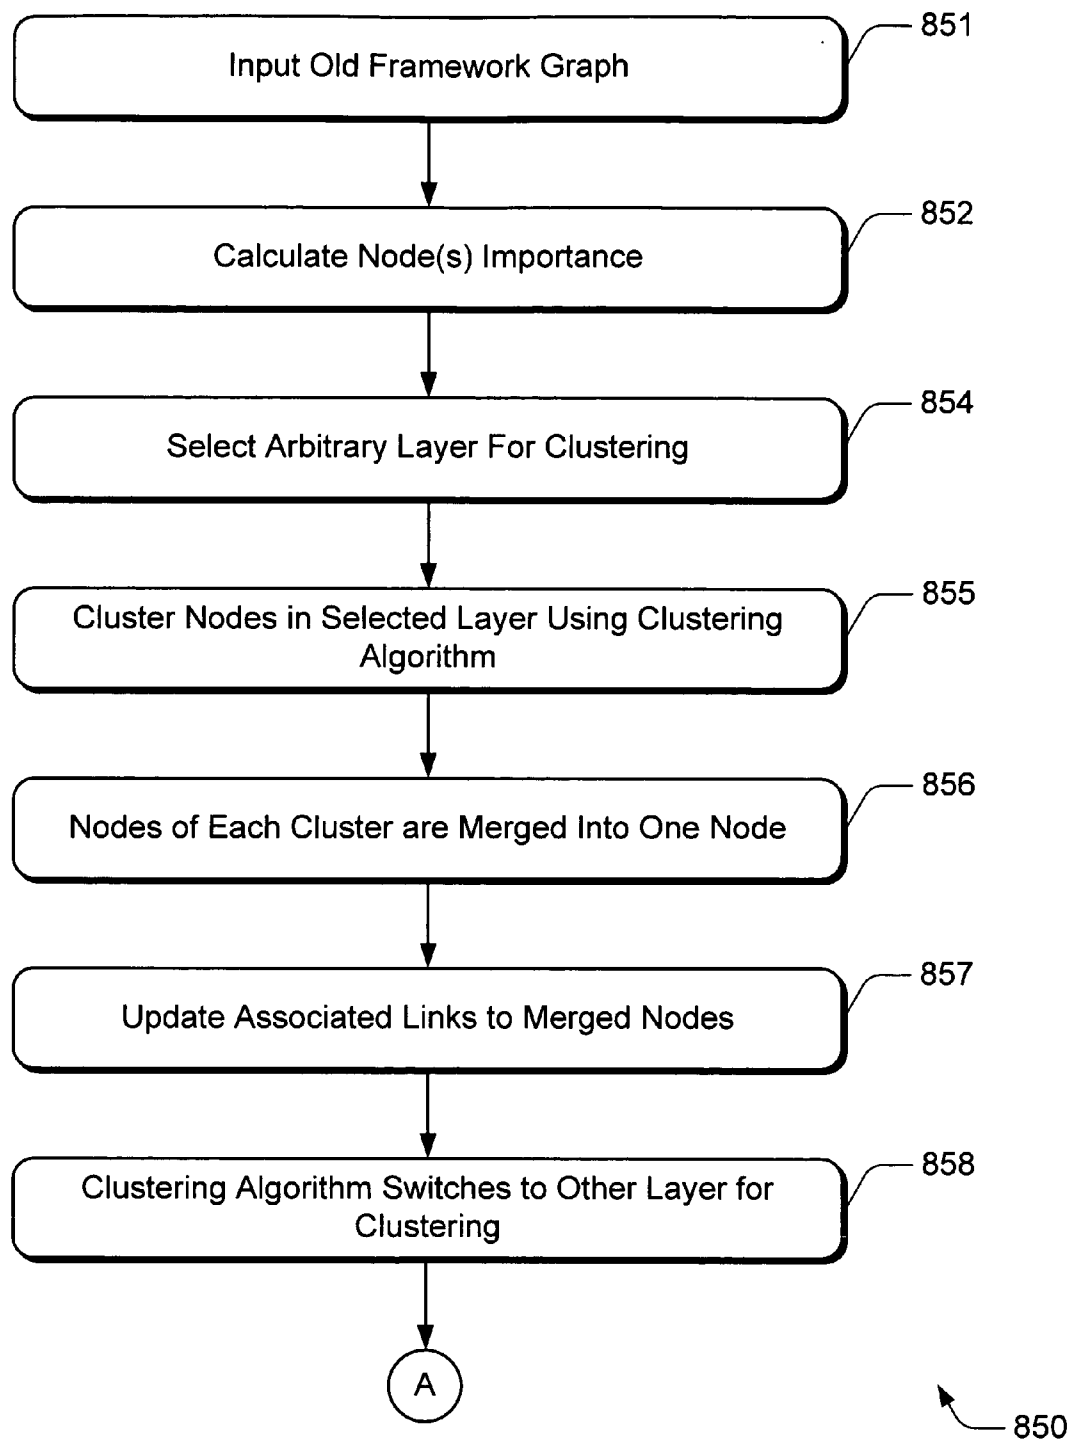 851
Input Old Framework Graph
852
Calculate Node(s) Importance
854
Select Arbitrary Layer For Clustering
855
Cluster Nodes in Selected Layer Using Clustering
Algorithm
856
Nodes of Each Cluster are Merged Into One Node
857
Update Associated Links to Merged Nodes
858
Clustering Algorithm Switches to Other Layer for
Clustering
A
850